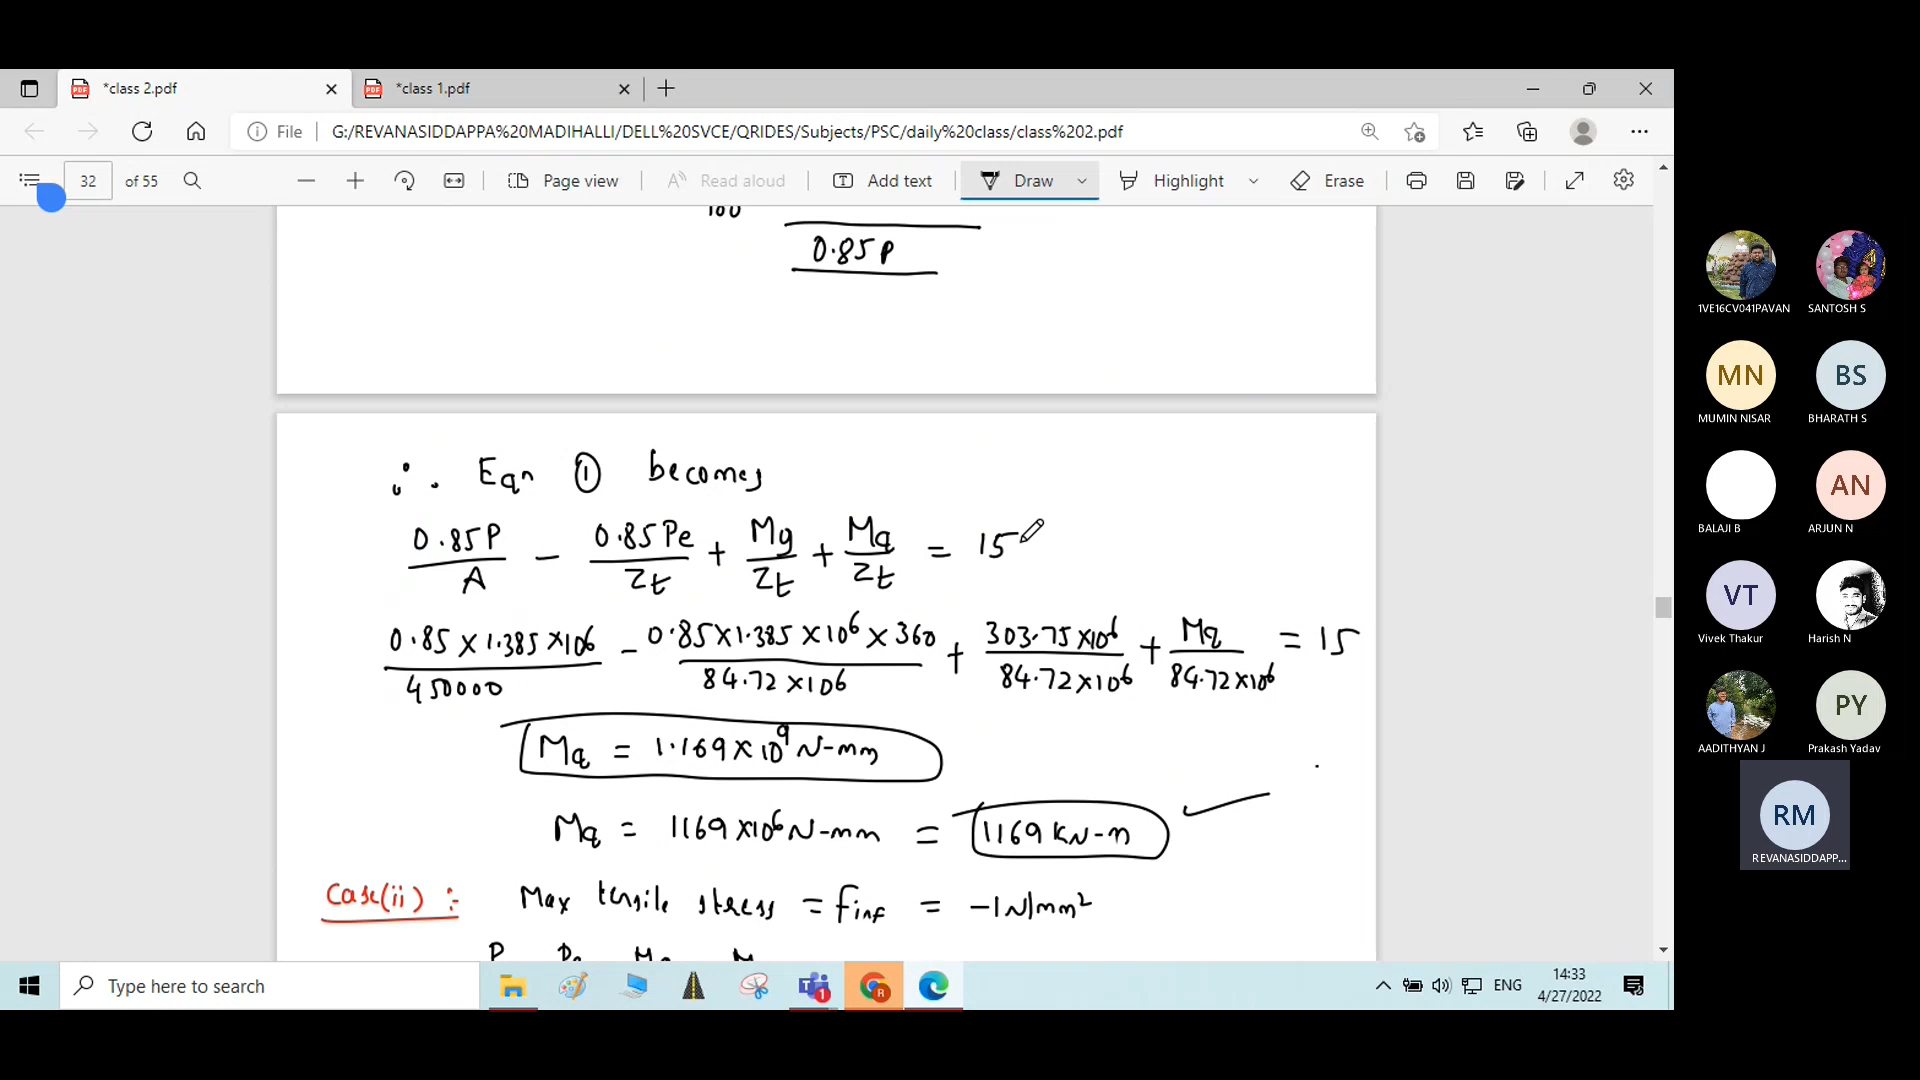 *class 2.pdf
*class 1.pdf
File G:/REVANASIDDAPPA%20MADIHALLI/DELL%20SVCE/QRIDES/Subjects/PSC/daily%20class/class%202.pdf
32 of 55 Page view Read aloud Add text Draw Highlight Erase
100
0.85P
∴ Eqn ① becomes
0.85P/A - 0.85Pe/Zt + Mg/Zt + Mq/Zt = 15
0.85×1.385×10⁶/450000 - 0.85×1.385×10⁶×360/84.72×10⁶ + 303.75×10⁶/84.72×10⁶ + Mq/84.72×10⁶ = 15
Mq = 1.169×10⁹ N-mm
Mq = 1169×10⁶ N-mm = 1169 KN-m
Case(ii) :- Max tensile stress = finf = -1N/mm²
1VE16CV041PAVAN
SANTOSH S
MN
MUMIN NISAR
BS
BHARATH S
BALAJI B
AN
ARJUN N
VT
Vivek Thakur
Harish N
AADITHYAN J
PY
Prakash Yadav
RM
REVANASIDDAPP...
Type here to search
1
R
ENG
14:33
4/27/2022